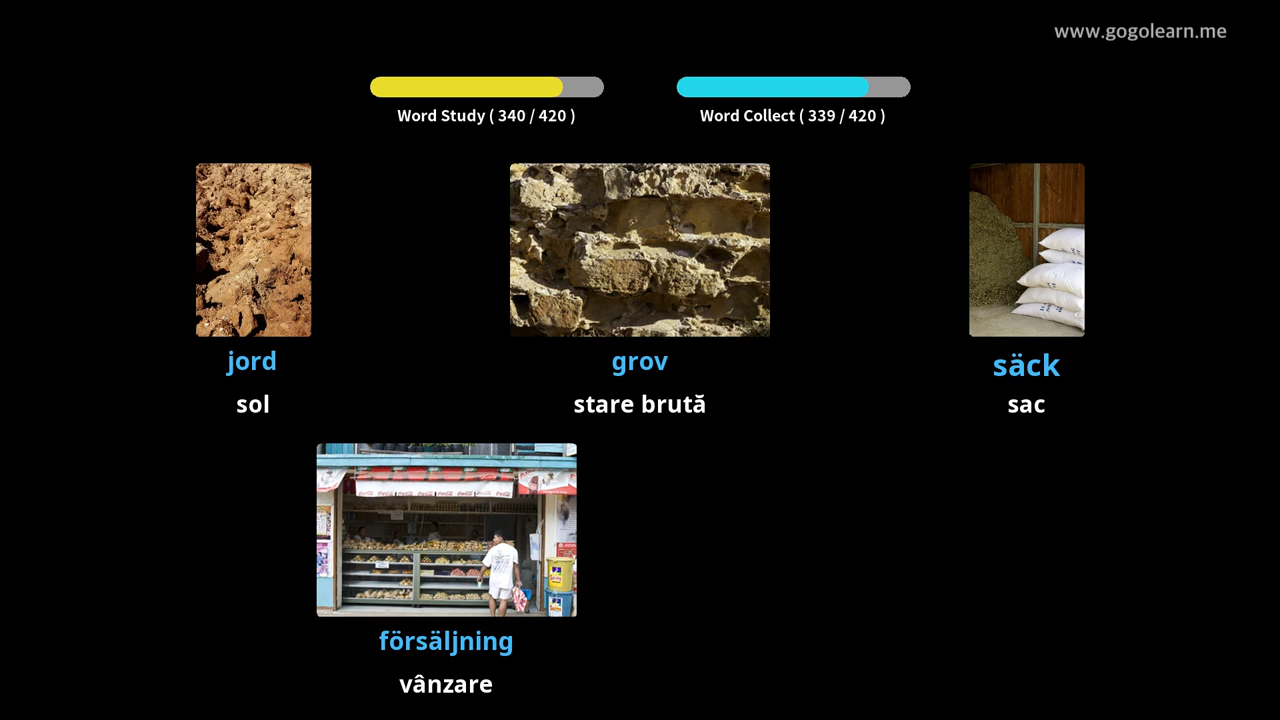 www.gogolearn.me
Word Study ( 340 / 420 )
Word Collect ( 339 / 420 )
jord
grov
säck
sol
stare brută
sac
försäljning
vânzare